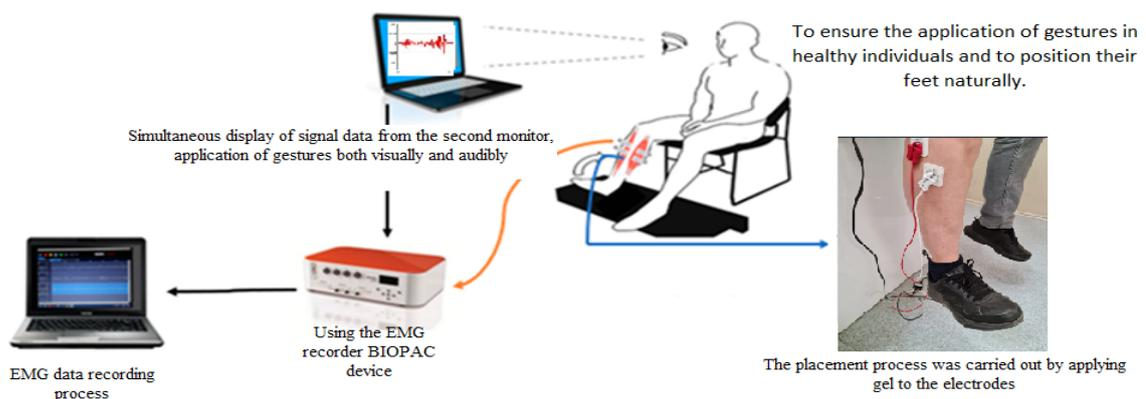 To ensure the application of gestures in
healthy individuals and to position their
feet naturally.
Simultaneous display of signal data from the second monitor,
application of gestures both visually and audibly
Using the EMG
recorder BIOPAC
device
EMG data recording
process
The placement process was carried out by applying
gel to the electrodes